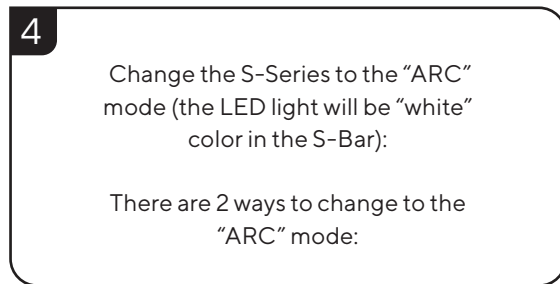 4
Change the S-Series to the “ARC”
mode (the LED light will be “white”
color in the S-Bar):
There are 2 ways to change to the
“ARC” mode: